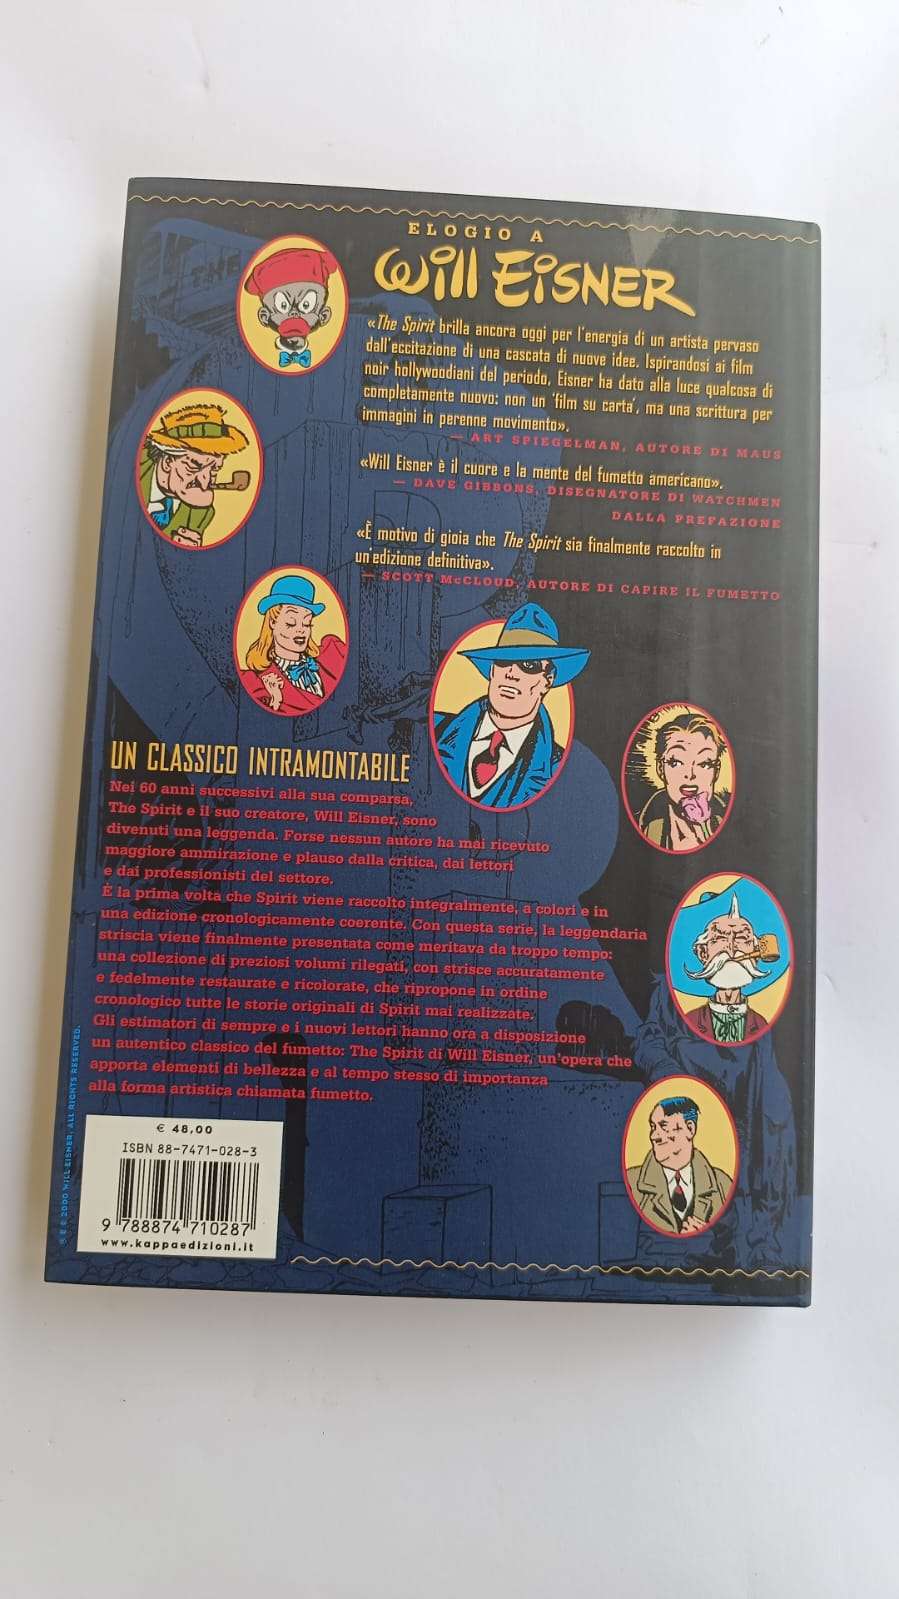 ELOGIO A
Will EISNER
«The Spirit brilla ancora oggi per l'energia di un artista pervaso
dall'eccitazione di una cascata di nuove idee. Ispirandosi ai film
noir hollywoodiani del periodo, Eisner ha dato alla luce qualcosa di
completamente nuovo: non un 'film su carta', ma una scrittura per
immagini in perenne movimento».
— ART SPIEGELMAN, AUTORE DI MAUS
«Will Eisner è il cuore e la mente del fumetto americano».
— DAVE GIBBONS, DISEGNATORE DI WATCHMEN
DALLA PREFAZIONE
«È motivo di gioia che The Spirit sia finalmente raccolto in
un'edizione definitiva».
— SCOTT McCLOUD, AUTORE DI CAPIRE IL FUMETTO
UN CLASSICO INTRAMONTABILE
Nei 60 anni successivi alla sua comparsa,
The Spirit e il suo creatore, Will Eisner, sono
divenuti una leggenda. Forse nessun autore ha mai ricevuto
maggiore ammirazione e plauso dalla critica, dai lettori
e dai professionisti del settore.
È la prima volta che Spirit viene raccolto integralmente, a colori e in
una edizione cronologicamente coerente. Con questa serie, la leggendaria
striscia viene finalmente presentata come meritava da troppo tempo:
una collezione di preziosi volumi rilegati, con strisce accuratamente
e fedelmente restaurate e ricolorate, che ripropone in ordine
cronologico tutte le storie originali di Spirit mai realizzate.
Gli estimatori di sempre e i nuovi lettori hanno ora a disposizione
un autentico classico del fumetto: The Spirit di Will Eisner, un'opera che
apporta elementi di bellezza e al tempo stesso di importanza
alla forma artistica chiamata fumetto.
€ 48,00
ISBN 88-7471-028-3
9 788874 710287
www.kappaedizioni.it
2000 WILL EISNER, ALL RIGHTS RESERVED.
THE